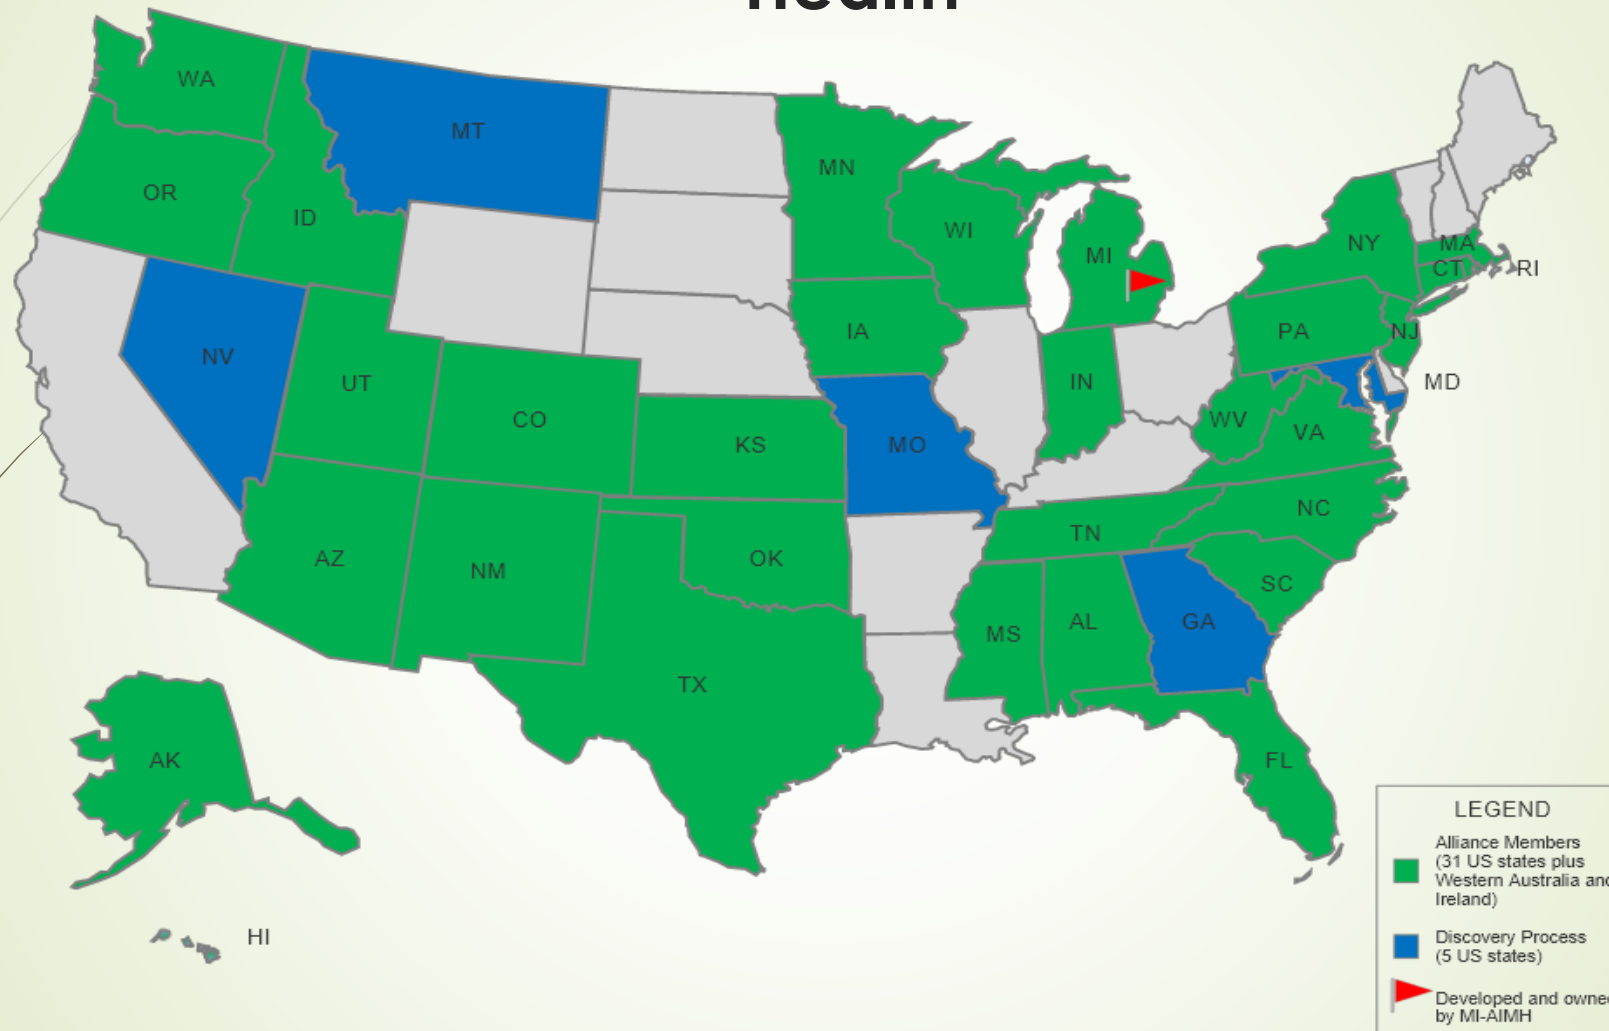 WA
MT
OR
ID
MN
WI
MI
NY
MA
CT
RI
NV
UT
CO
IA
PA
NJ
MD
IN
WV
VA
KS
MO
AZ
NM
OK
TN
NC
SC
MS
AL
GA
TX
FL
AK
HI
LEGEND
Alliance Members
(31 US states plus
Western Australia and
Ireland)
Discovery Process
(5 US states)
Developed and owned
by MI-AIMH